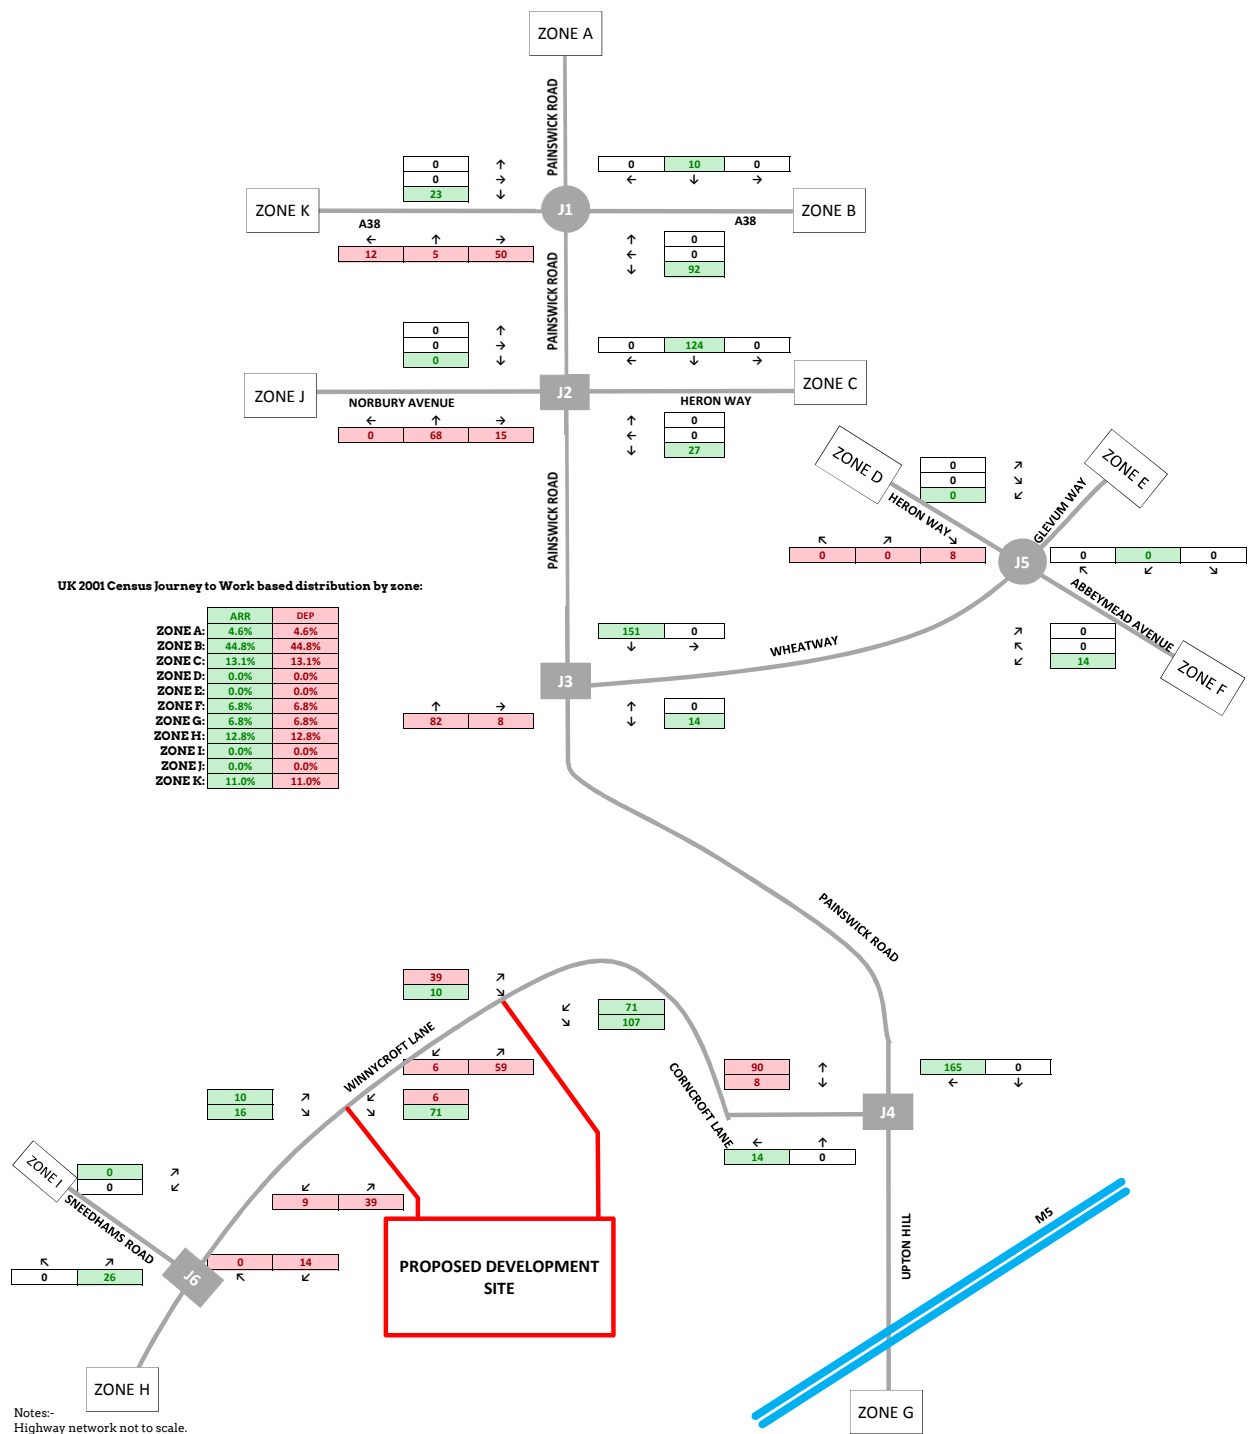 ZONE A
PAINSWICK ROAD
0 ↑
0 →
23 ↓
0 10 0
← ↓ →
ZONE K
J1
ZONE B
A38
A38
← ↑ →
12 5 50
↑ 0
← 0
↓ 92
PAINSWICK ROAD
0 ↑
0 →
0 ↓
0 124 0
← ↓ →
ZONE J
J2
ZONE C
NORBURY AVENUE
HERON WAY
← ↑ →
0 68 15
↑ 0
← 0
↓ 27
ZONE D
0 ↗
0 ↘
0 ↙
ZONE E
HERON WAY
GLEVUM WAY
PAINSWICK ROAD
↖ ↗ ↘
0 0 8
J5
0 0 0
↖ ↙ ↘
ABBEYMEAD AVENUE
UK 2001 Census Journey to Work based distribution by zone:
ARR DEP
ZONE A: 4.6% 4.6%
ZONE B: 44.8% 44.8%
ZONE C: 13.1% 13.1%
ZONE D: 0.0% 0.0%
ZONE E: 0.0% 0.0%
ZONE F: 6.8% 6.8%
ZONE G: 6.8% 6.8%
ZONE H: 12.8% 12.8%
ZONE I: 0.0% 0.0%
ZONE J: 0.0% 0.0%
ZONE K: 11.0% 11.0%
151 0
↓ →
WHEATWAY
↗ 0
↖ 0
↙ 14
ZONE F
J3
↑ →
82 8
↑ 0
↓ 14
PAINSWICK ROAD
39 ↗
10 ↘
↙ 71
↘ 107
WINNYCROFT LANE
↙ ↗
6 59
CORNCROFT LANE
90 ↑
8 ↓
165 0
← ↓
10 ↗
16 ↘
↙ 6
↘ 71
J4
← ↑
14 0
ZONE I
0 ↗
0 ↙
SNEEDHAMS ROAD
↙ ↗
9 39
M5
UPTON HILL
↖ ↗
0 26
J6
0 14
↖ ↙
PROPOSED DEVELOPMENT
SITE
ZONE H
ZONE G
Notes:-
Highway network not to scale.